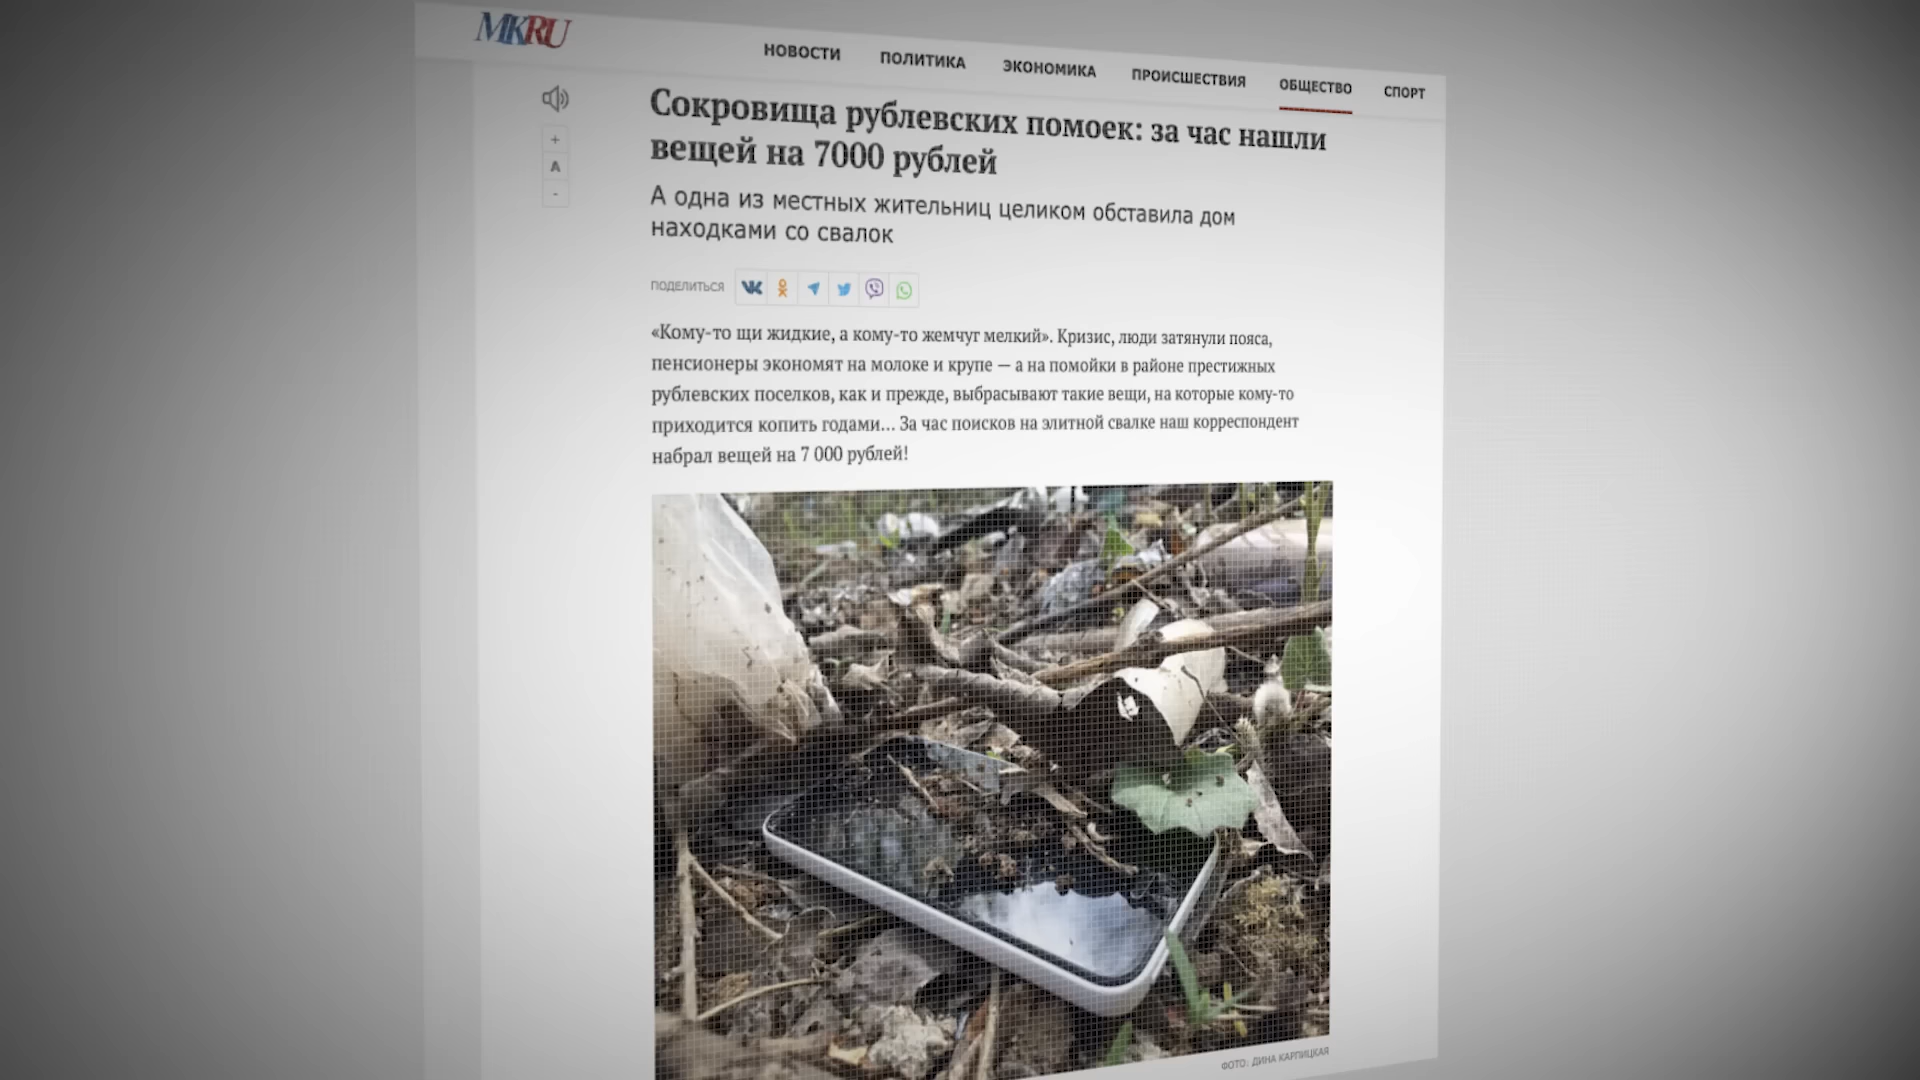 MKRU
НОВОСТИ ПОЛИТИКА ЭКОНОМИКА ПРОИСШЕСТВИЯ ОБЩЕСТВО СПОРТ
Сокровища рублевских помоек: за час нашли
вещей на 7000 рублей
+
А
-
А одна из местных жительниц целиком обставила дом
находками со свалок
ПОДЕЛИТЬСЯ
«Кому-то щи жидкие, а кому-то жемчуг мелкий». Кризис, люди затянули пояса,
пенсионеры экономят на молоке и крупе — а на помойки в районе престижных
рублевских поселков, как и прежде, выбрасывают такие вещи, на которые кому-то
приходится копить годами... За час поисков на элитной свалке наш корреспондент
набрал вещей на 7 000 рублей!
ФОТО: ДИНА КАРПИЦКАЯ